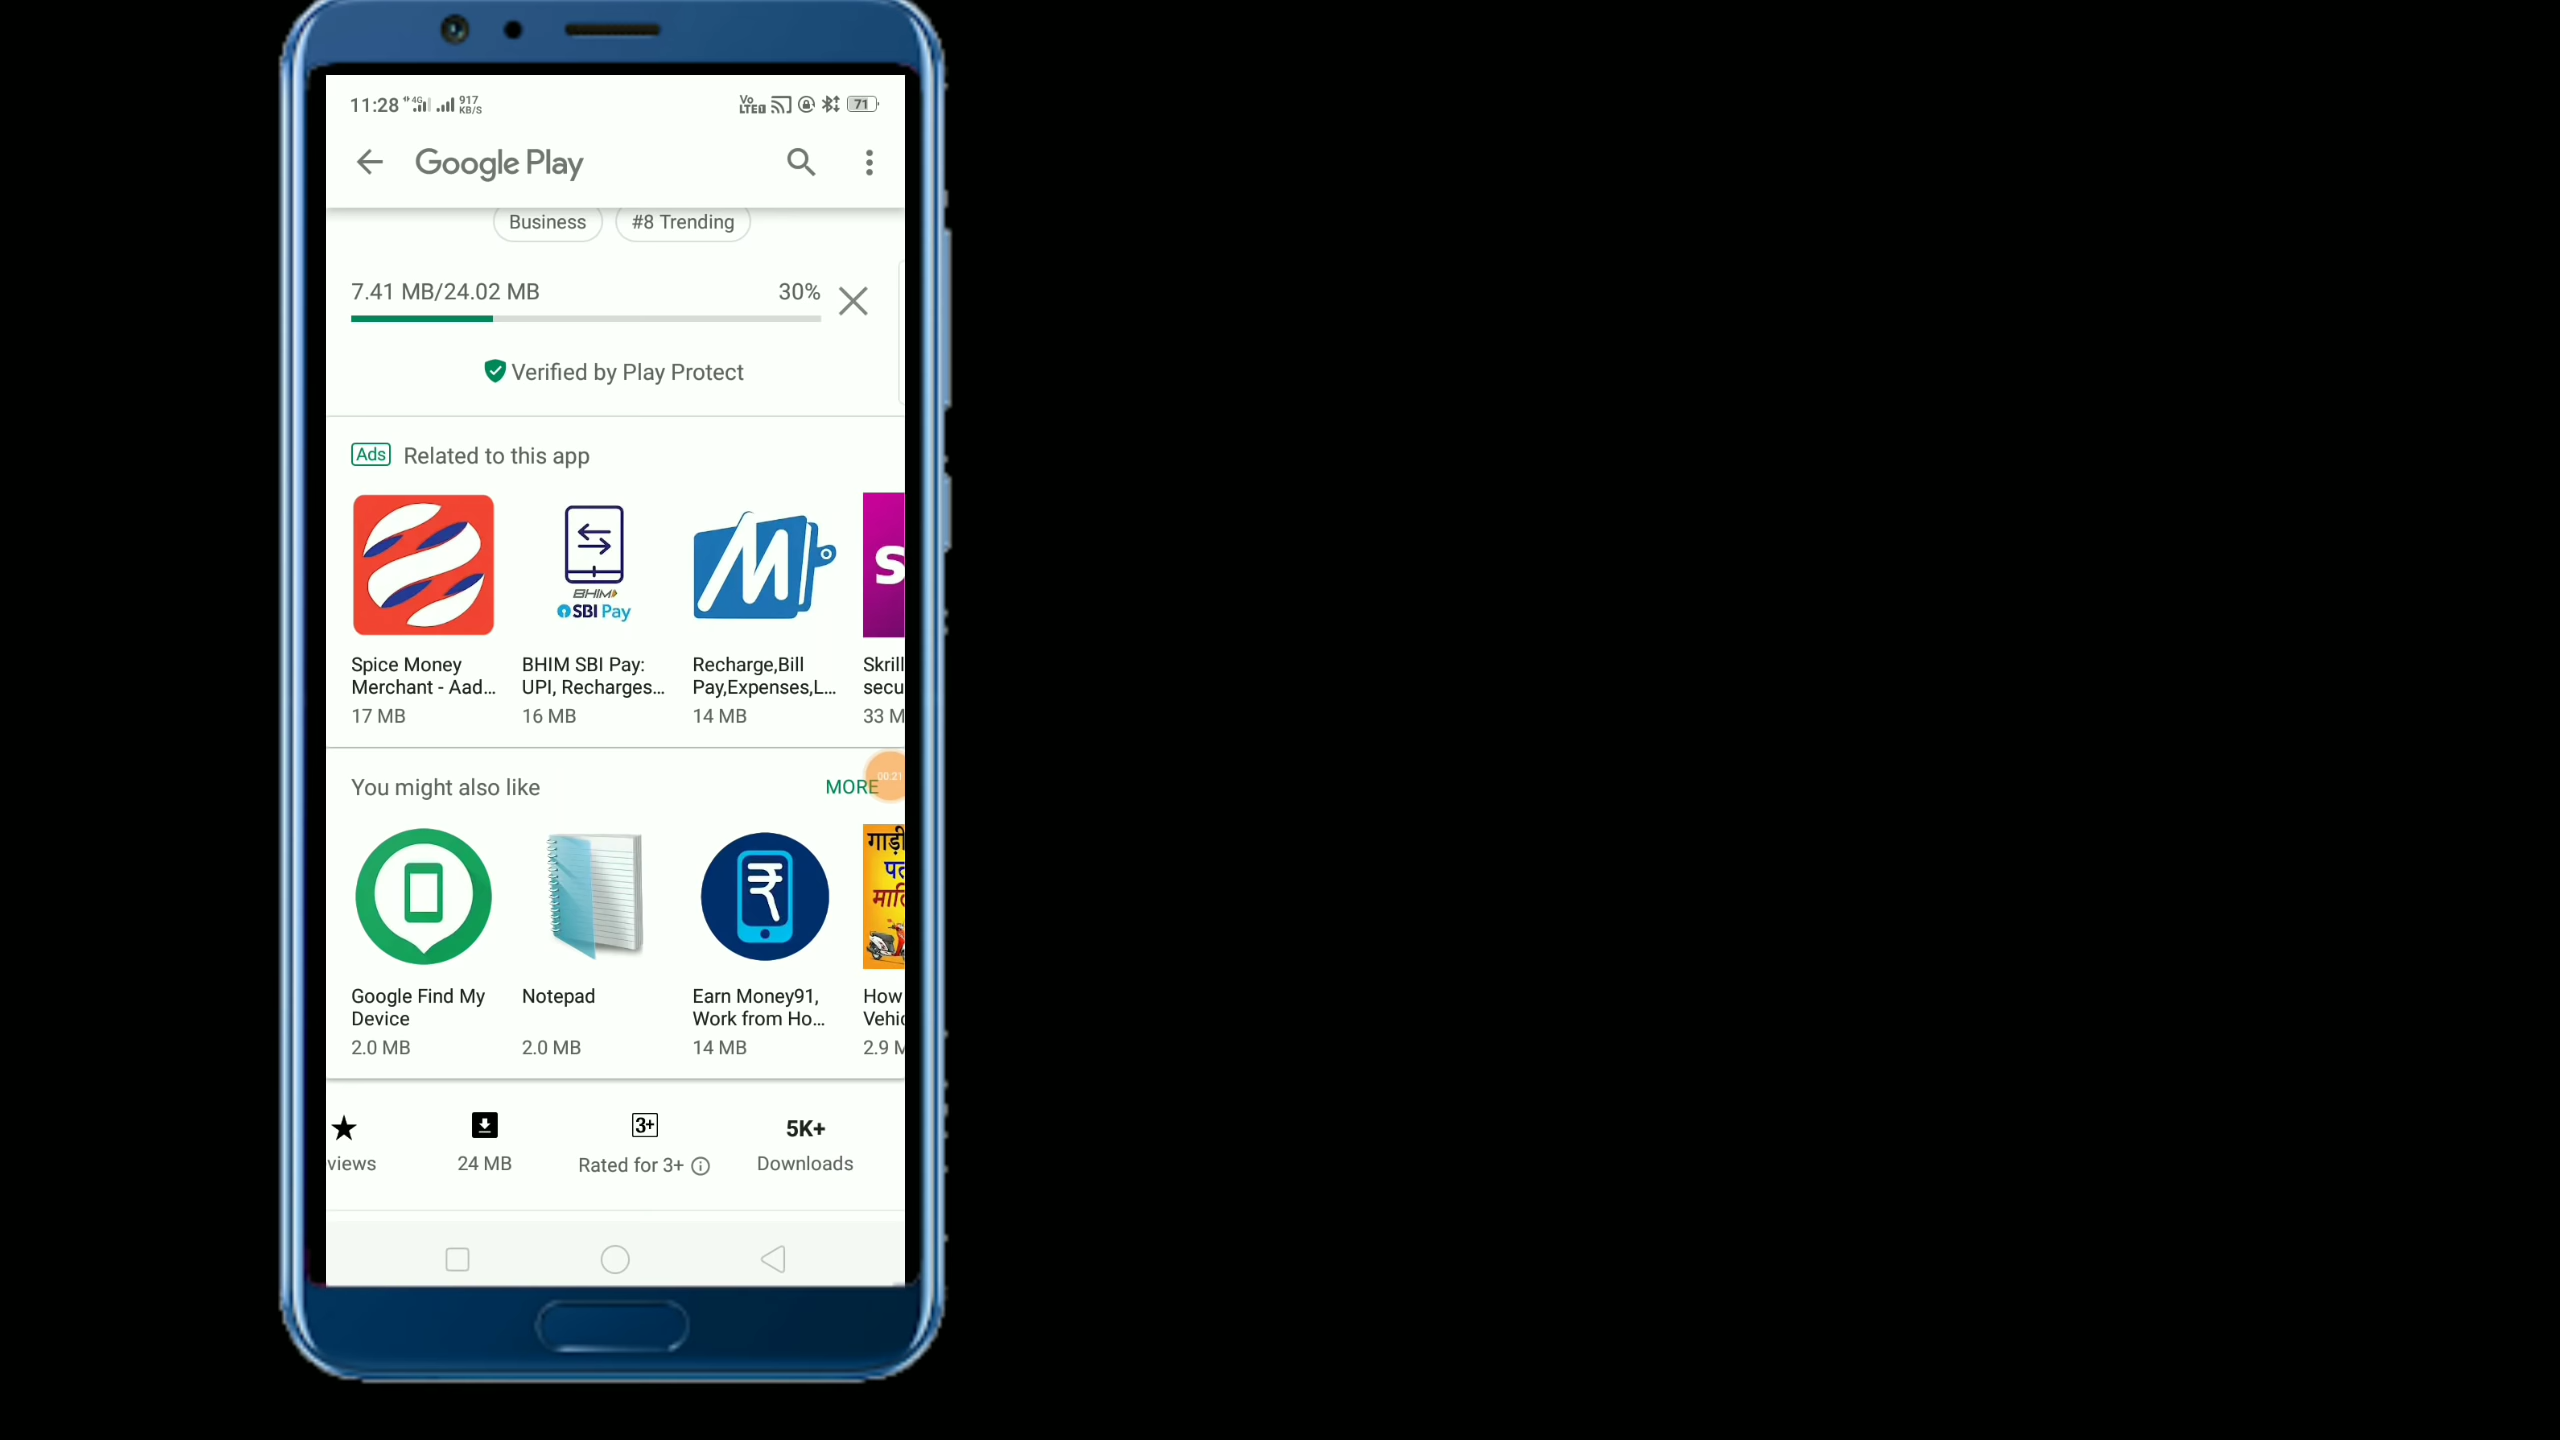 11:28 4G 917 KB/S Vo LTE 71
Google Play
Business #8 Trending
7.41 MB/24.02 MB 30%
Verified by Play Protect
Ads Related to this app
BHIM
SBI Pay
M
S
Spice Money BHIM SBI Pay: Recharge,Bill Skrill
Merchant - Aad... UPI, Recharges... Pay,Expenses,L... secu
17 MB 16 MB 14 MB 33 M
You might also like MORE 00:21
गाड़ी
₹
Google Find My Notepad Earn Money91, How
Device Work from Ho... Vehic
2.0 MB 2.0 MB 14 MB 2.9 M
3+ 5K+
views 24 MB Rated for 3+ Downloads